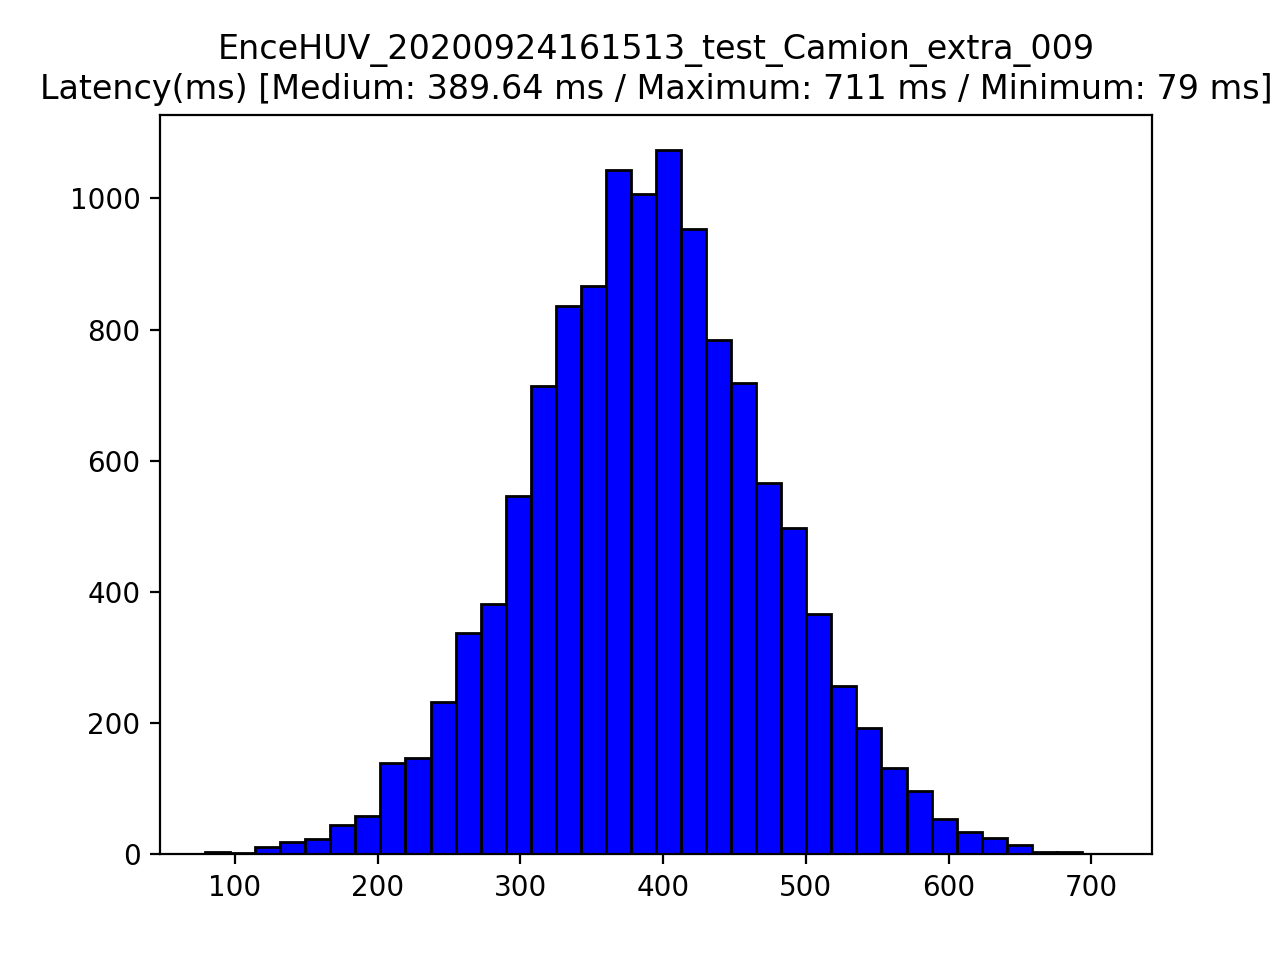 EnceHUV_20200924161513_test_Camion_extra_009
Latency(ms) [Medium: 389.64 ms / Maximum: 711 ms / Minimum: 79 ms]
1000
800
600
400
200
0
100 200 300 400 500 600 700